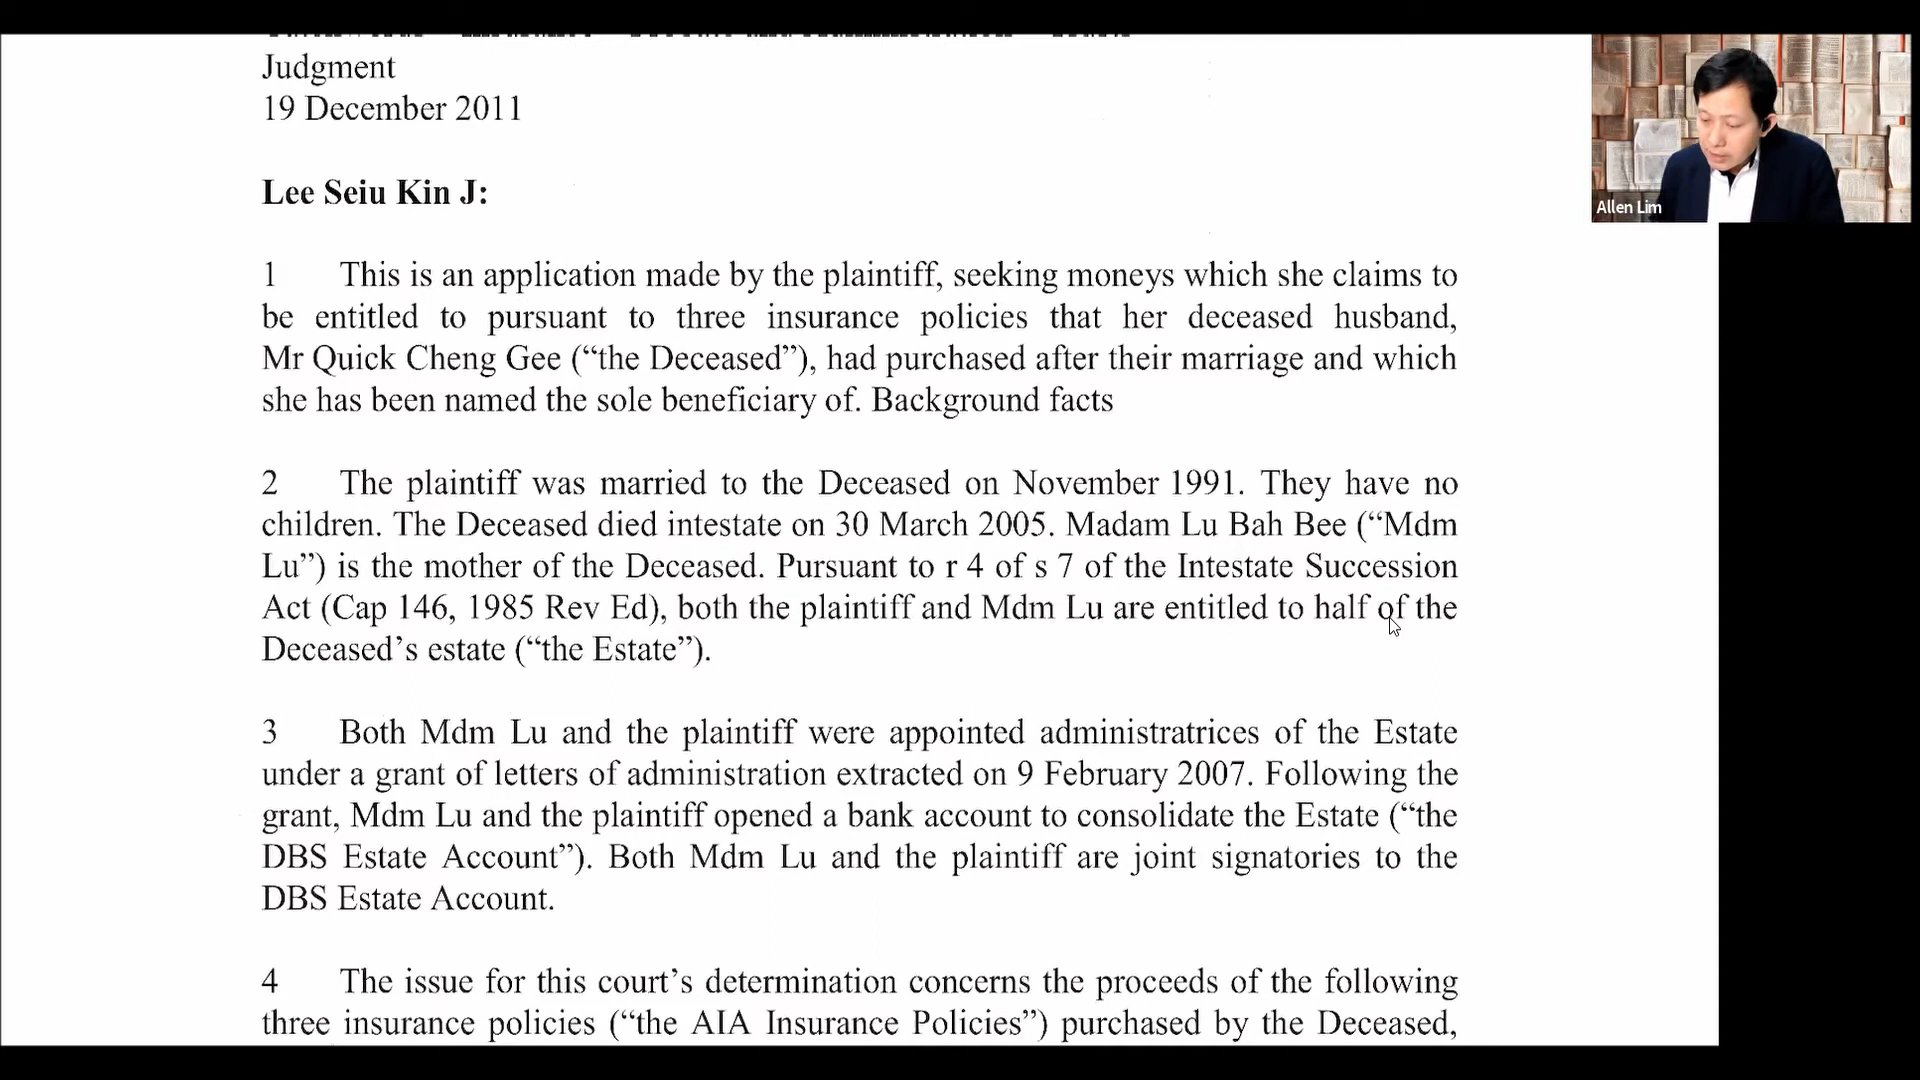 Judgment
19 December 2011
Lee Seiu Kin J:
1 This is an application made by the plaintiff, seeking moneys which she claims to
be entitled to pursuant to three insurance policies that her deceased husband,
Mr Quick Cheng Gee (“the Deceased”), had purchased after their marriage and which
she has been named the sole beneficiary of. Background facts
2 The plaintiff was married to the Deceased on November 1991. They have no
children. The Deceased died intestate on 30 March 2005. Madam Lu Bah Bee (“Mdm
Lu”) is the mother of the Deceased. Pursuant to r 4 of s 7 of the Intestate Succession
Act (Cap 146, 1985 Rev Ed), both the plaintiff and Mdm Lu are entitled to half of the
Deceased’s estate (“the Estate”).
3 Both Mdm Lu and the plaintiff were appointed administratrices of the Estate
under a grant of letters of administration extracted on 9 February 2007. Following the
grant, Mdm Lu and the plaintiff opened a bank account to consolidate the Estate (“the
DBS Estate Account”). Both Mdm Lu and the plaintiff are joint signatories to the
DBS Estate Account.
4 The issue for this court’s determination concerns the proceeds of the following
three insurance policies (“the AIA Insurance Policies”) purchased by the Deceased,
Allen Lim